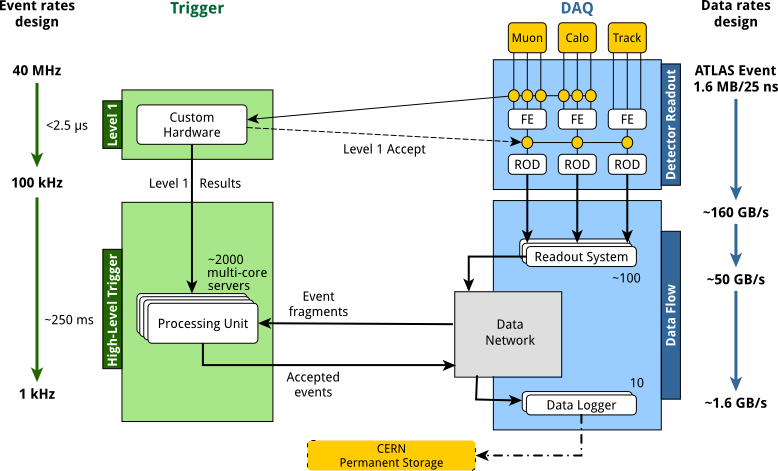 Event rates
design
Trigger
DAQ
Data rates
design
Muon
Calo
Track
40 MHz
ATLAS Event
1.6 MB/25 ns
Level 1
Custom
Hardware
<2.5 μs
FE
FE
FE
Level 1 Accept
ROD
ROD
ROD
Detector Readout
100 kHz
Level 1 Results
~160 GB/s
~2000
multi-core
servers
Readout System
~100
~50 GB/s
High-Level Trigger
Processing Unit
~250 ms
Event
fragments
Data
Network
Data Flow
Accepted
events
1 kHz
10
Data Logger
~1.6 GB/s
CERN
Permanent Storage